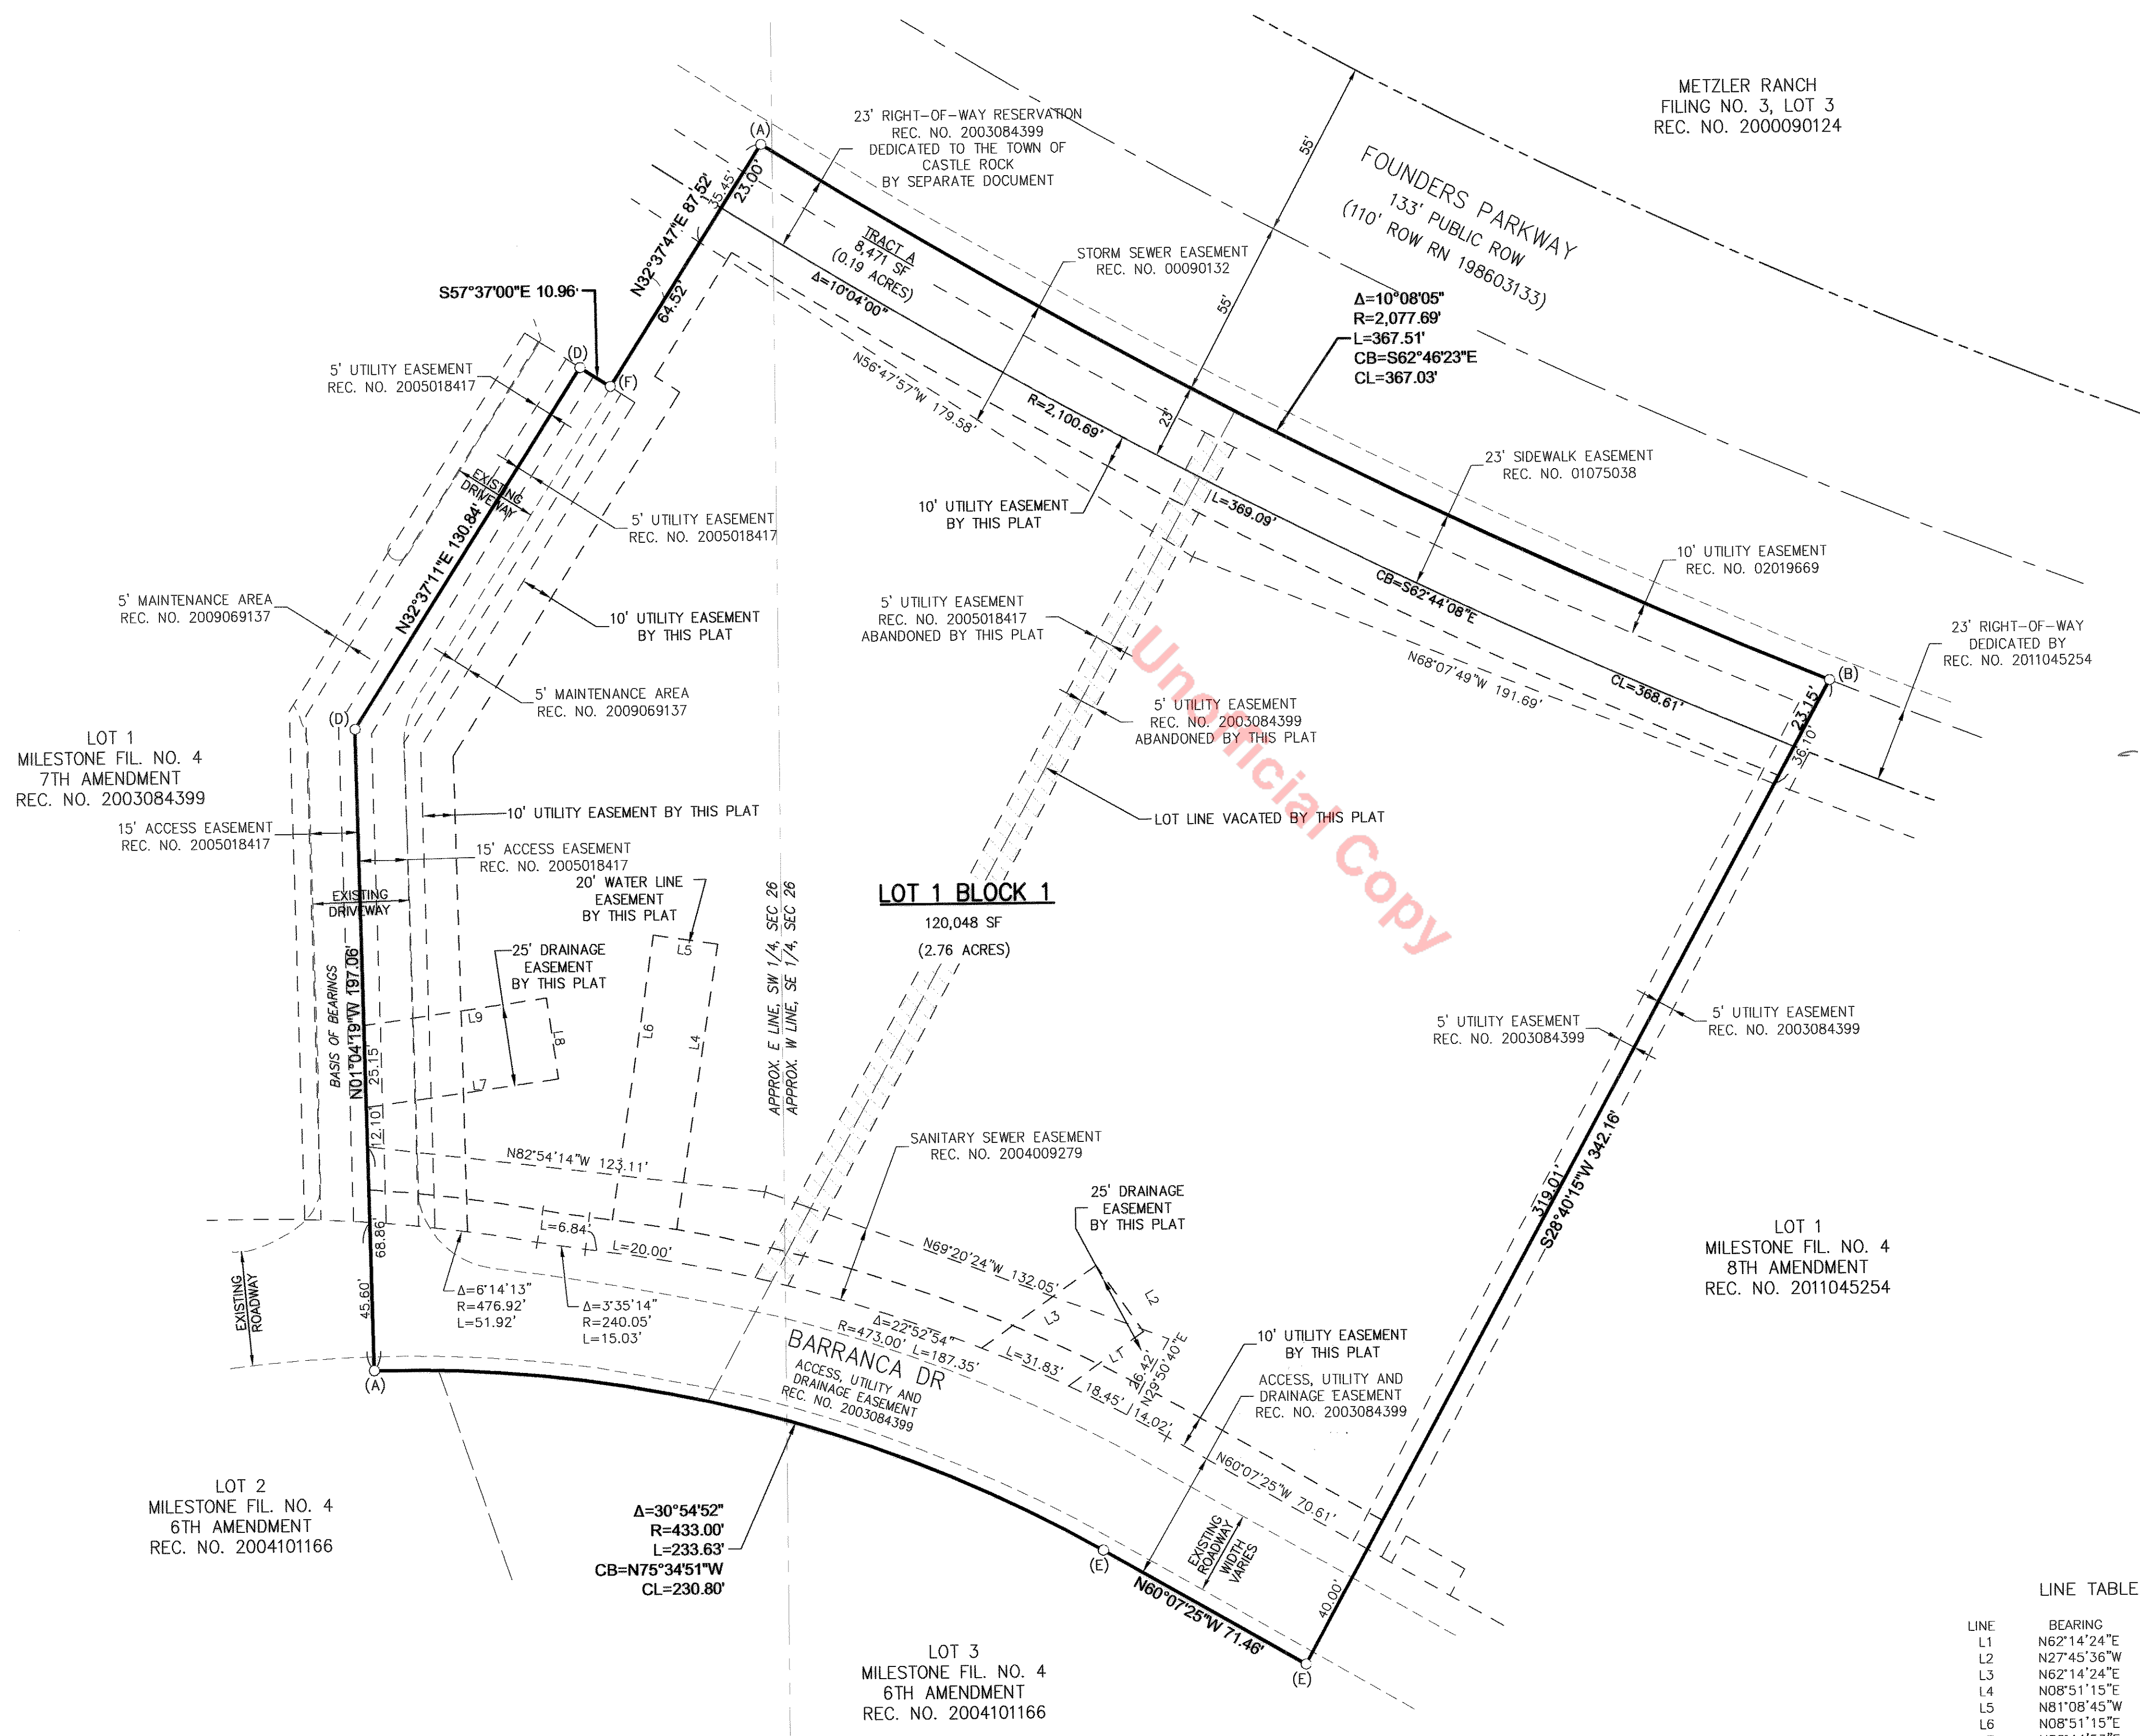 METZLER RANCH
FILING NO. 3, LOT 3
REC. NO. 2000090124
FOUNDERS PARKWAY
133' PUBLIC ROW
(110' ROW RN 198603133)
55'
55'
23'
23' RIGHT-OF-WAY RESERVATION
REC. NO. 2003084399
DEDICATED TO THE TOWN OF
CASTLE ROCK
BY SEPARATE DOCUMENT
(A)
N32°37'47"E 87.52'
35.45'
23.00'
64.52'
TRACT A
8,471 SF
(0.19 ACRES)
Δ=10°04'00"
R=2,100.69'
L=369.09'
CB=S62°44'08"E
CL=368.61'
STORM SEWER EASEMENT
REC. NO. 00090132
Δ=10°08'05"
R=2,077.69'
L=367.51'
CB=S62°46'23"E
CL=367.03'
S57°37'00"E 10.96'
(D)
(F)
5' UTILITY EASEMENT
REC. NO. 2005018417
N56°47'57"W 179.58'
23' SIDEWALK EASEMENT
REC. NO. 01075038
EXISTING
DRIVEWAY
N32°37'11"E 130.84'
5' UTILITY EASEMENT
REC. NO. 2005018417
10' UTILITY EASEMENT
BY THIS PLAT
10' UTILITY EASEMENT
REC. NO. 02019669
5' MAINTENANCE AREA
REC. NO. 2009069137
10' UTILITY EASEMENT
BY THIS PLAT
5' UTILITY EASEMENT
REC. NO. 2005018417
ABANDONED BY THIS PLAT
23' RIGHT-OF-WAY
DEDICATED BY
REC. NO. 2011045254
N68°07'49"W 191.69'
(B)
23.15'
36.10'
5' MAINTENANCE AREA
REC. NO. 2009069137
5' UTILITY EASEMENT
REC. NO. 2003084399
ABANDONED BY THIS PLAT
(D)
LOT 1
MILESTONE FIL. NO. 4
7TH AMENDMENT
REC. NO. 2003084399
Unofficial Copy
10' UTILITY EASEMENT BY THIS PLAT
LOT LINE VACATED BY THIS PLAT
15' ACCESS EASEMENT
REC. NO. 2005018417
15' ACCESS EASEMENT
REC. NO. 2005018417
EXISTING
DRIVEWAY
20' WATER LINE
EASEMENT
BY THIS PLAT
LOT 1 BLOCK 1
120,048 SF
(2.76 ACRES)
APPROX. E LINE, SW 1/4, SEC 26
APPROX. W LINE, SE 1/4, SEC 26
25' DRAINAGE
EASEMENT
BY THIS PLAT
L5
L6
L4
L9
L8
L7
BASIS OF BEARINGS
N01°04'19"W 197.06'
25.15'
12.10'
68.86'
45.60'
5' UTILITY EASEMENT
REC. NO. 2003084399
5' UTILITY EASEMENT
REC. NO. 2003084399
319.01'
S28°40'15"W 342.16'
SANITARY SEWER EASEMENT
REC. NO. 2004009279
N82°54'14"W 123.11'
25' DRAINAGE
EASEMENT
BY THIS PLAT
L=6.84'
L=20.00'
N69°20'24"W 132.05'
L2
L3
L1
EXISTING
ROADWAY
Δ=6°14'13"
R=476.92'
L=51.92'
Δ=3°35'14"
R=240.05'
L=15.03'
Δ=22°52'54"
R=473.00' L=187.35'
L=31.83'
18.45'
14.02'
46.42'
N29°50'40"E
10' UTILITY EASEMENT
BY THIS PLAT
BARRANCA DR
ACCESS, UTILITY AND
DRAINAGE EASEMENT
REC. NO. 2003084399
ACCESS, UTILITY AND
DRAINAGE EASEMENT
REC. NO. 2003084399
LOT 1
MILESTONE FIL. NO. 4
8TH AMENDMENT
REC. NO. 2011045254
(A)
N60°07'25"W 70.61'
LOT 2
MILESTONE FIL. NO. 4
6TH AMENDMENT
REC. NO. 2004101166
Δ=30°54'52"
R=433.00'
L=233.63'
CB=N75°34'51"W
CL=230.80'
(E)
EXISTING
ROADWAY
WIDTH
VARIES
N60°07'25"W 71.46'
40.00'
(E)
LOT 3
MILESTONE FIL. NO. 4
6TH AMENDMENT
REC. NO. 2004101166
LINE TABLE
LINE BEARING
L1 N62°14'24"E
L2 N27°45'36"W
L3 N62°14'24"E
L4 N08°51'15"E
L5 N81°08'45"W
L6 N08°51'15"E